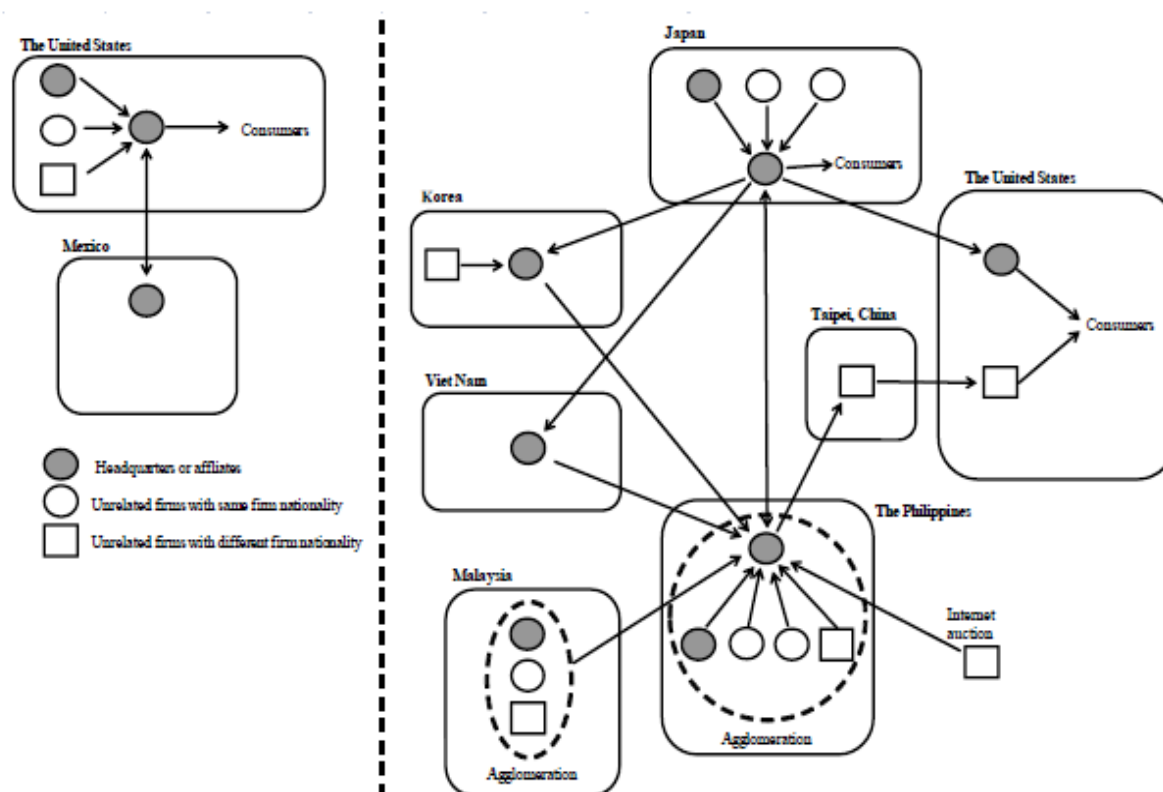 The United States
Consumers
Mexico
Headquarters or affliates
Unrelated firms with same firm nationality
Unrelated firms with different firm nationality
Japan
Consumers
Korea
The United States
Taipei, China
Consumers
Viet Nam
The Philippines
Malaysia
Internet
auction
Agglomeration
Agglomeration